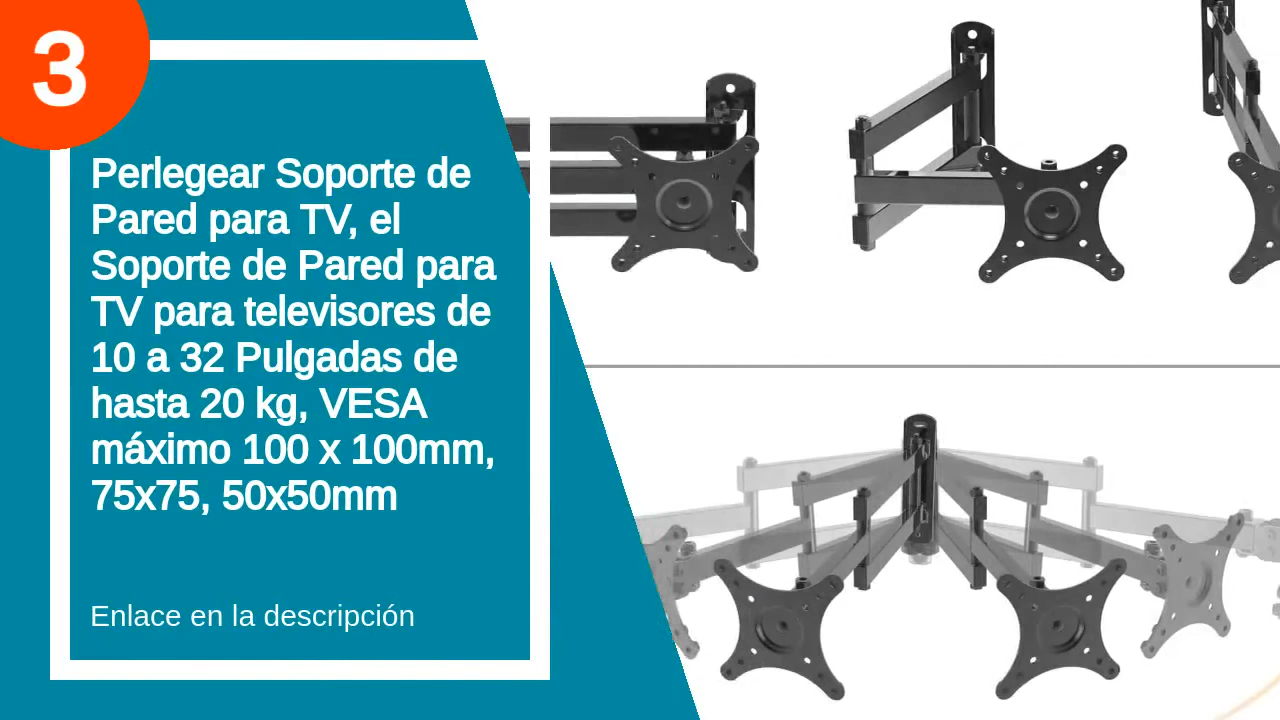 3
Perlegear Soporte de
Pared para TV, el
Soporte de Pared para
TV para televisores de
10 a 32 Pulgadas de
hasta 20 kg, VESA
máximo 100 x 100mm,
75x75, 50x50mm
Enlace en la descripción